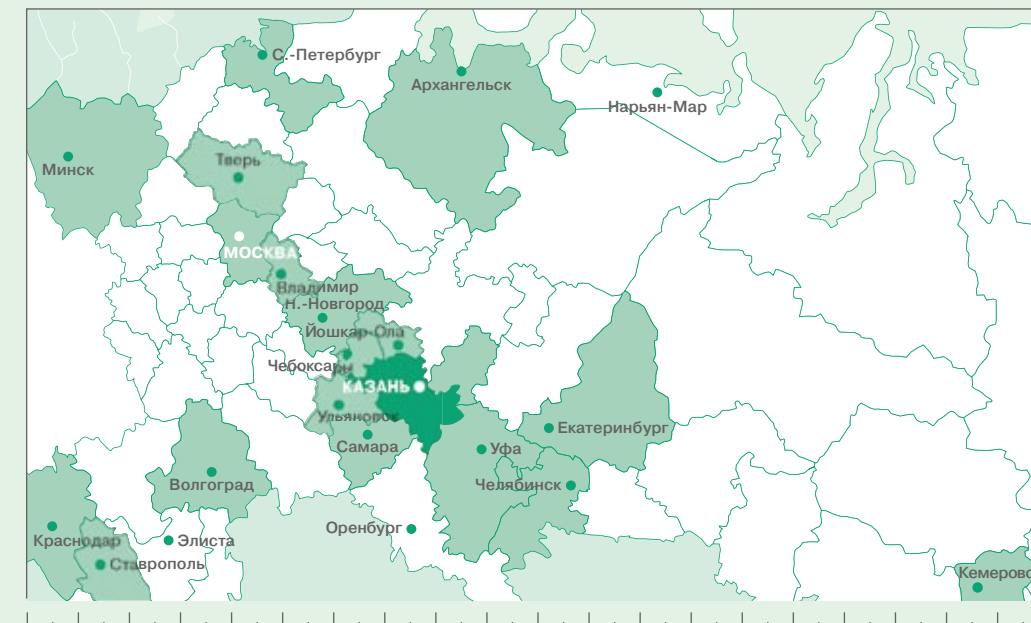 С.-Петербург
Архангельск
Нарьян-Мар
Минск
Тверь
МОСКВА
Владимир
Н.-Новгород
Йошкар-Ола
Чебоксары
КАЗАНЬ
Ульяновск
Самара
Екатеринбург
Уфа
Челябинск
Волгоград
Оренбург
Краснодар
Элиста
Ставрополь
Кемерово